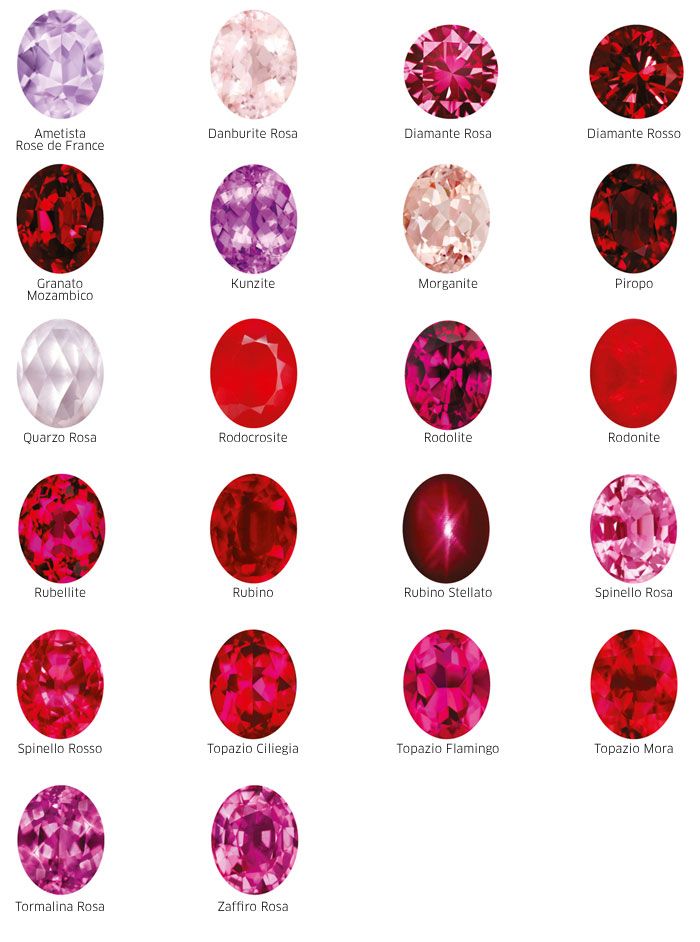 Ametista
Rose de France
Danburite Rosa
Diamante Rosa
Diamante Rosso
Granato
Mozambico
Kunzite
Morganite
Piropo
Quarzo Rosa
Rodocrosite
Rodolite
Rodonite
Rubellite
Rubino
Rubino Stellato
Spinello Rosa
Spinello Rosso
Topazio Ciliegia
Topazio Flamingo
Topazio Mora
Tormalina Rosa
Zaffiro Rosa